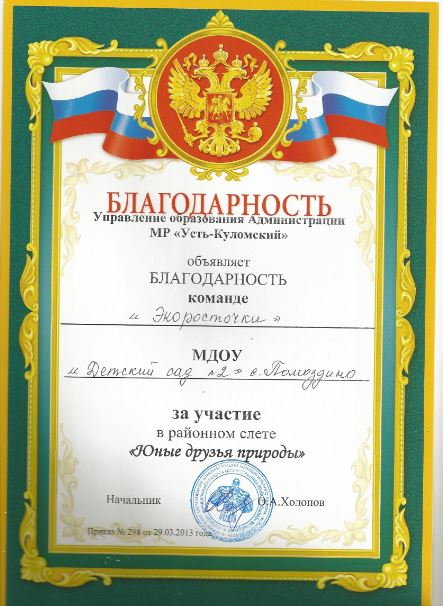 БЛАГОДАРНОСТЬ
Управление образования Администрации
МР «Усть-Куломский»
объявляет
БЛАГОДАРНОСТЬ
команде
« Экоросточки »
МДОУ
« Детский сад №2» с. Помоздино
за участие
в районном слете
«Юные друзья природы»
Начальник О.А.Холопов
Приказ № 298 от 29.03.2013 года